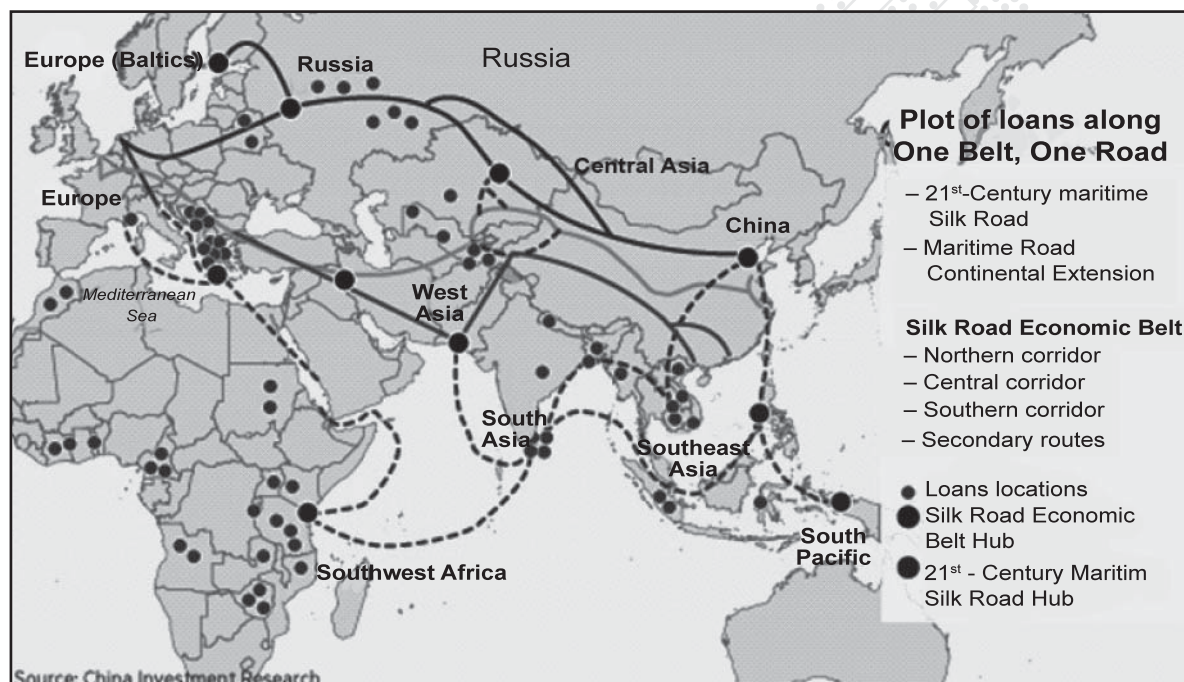 Europe (Baltics)
Russia
Russia
Central Asia
Europe
China
Mediterranean
Sea
West
Asia
South
Asia
Southeast
Asia
South
Pacific
Southwest Africa
Plot of loans along
One Belt, One Road
– 21st-Century maritime
Silk Road
– Maritime Road
Continental Extension
Silk Road Economic Belt
– Northern corridor
– Central corridor
– Southern corridor
– Secondary routes
Loans locations
Silk Road Economic
Belt Hub
21st - Century Maritim
Silk Road Hub
Source: China Investment Research